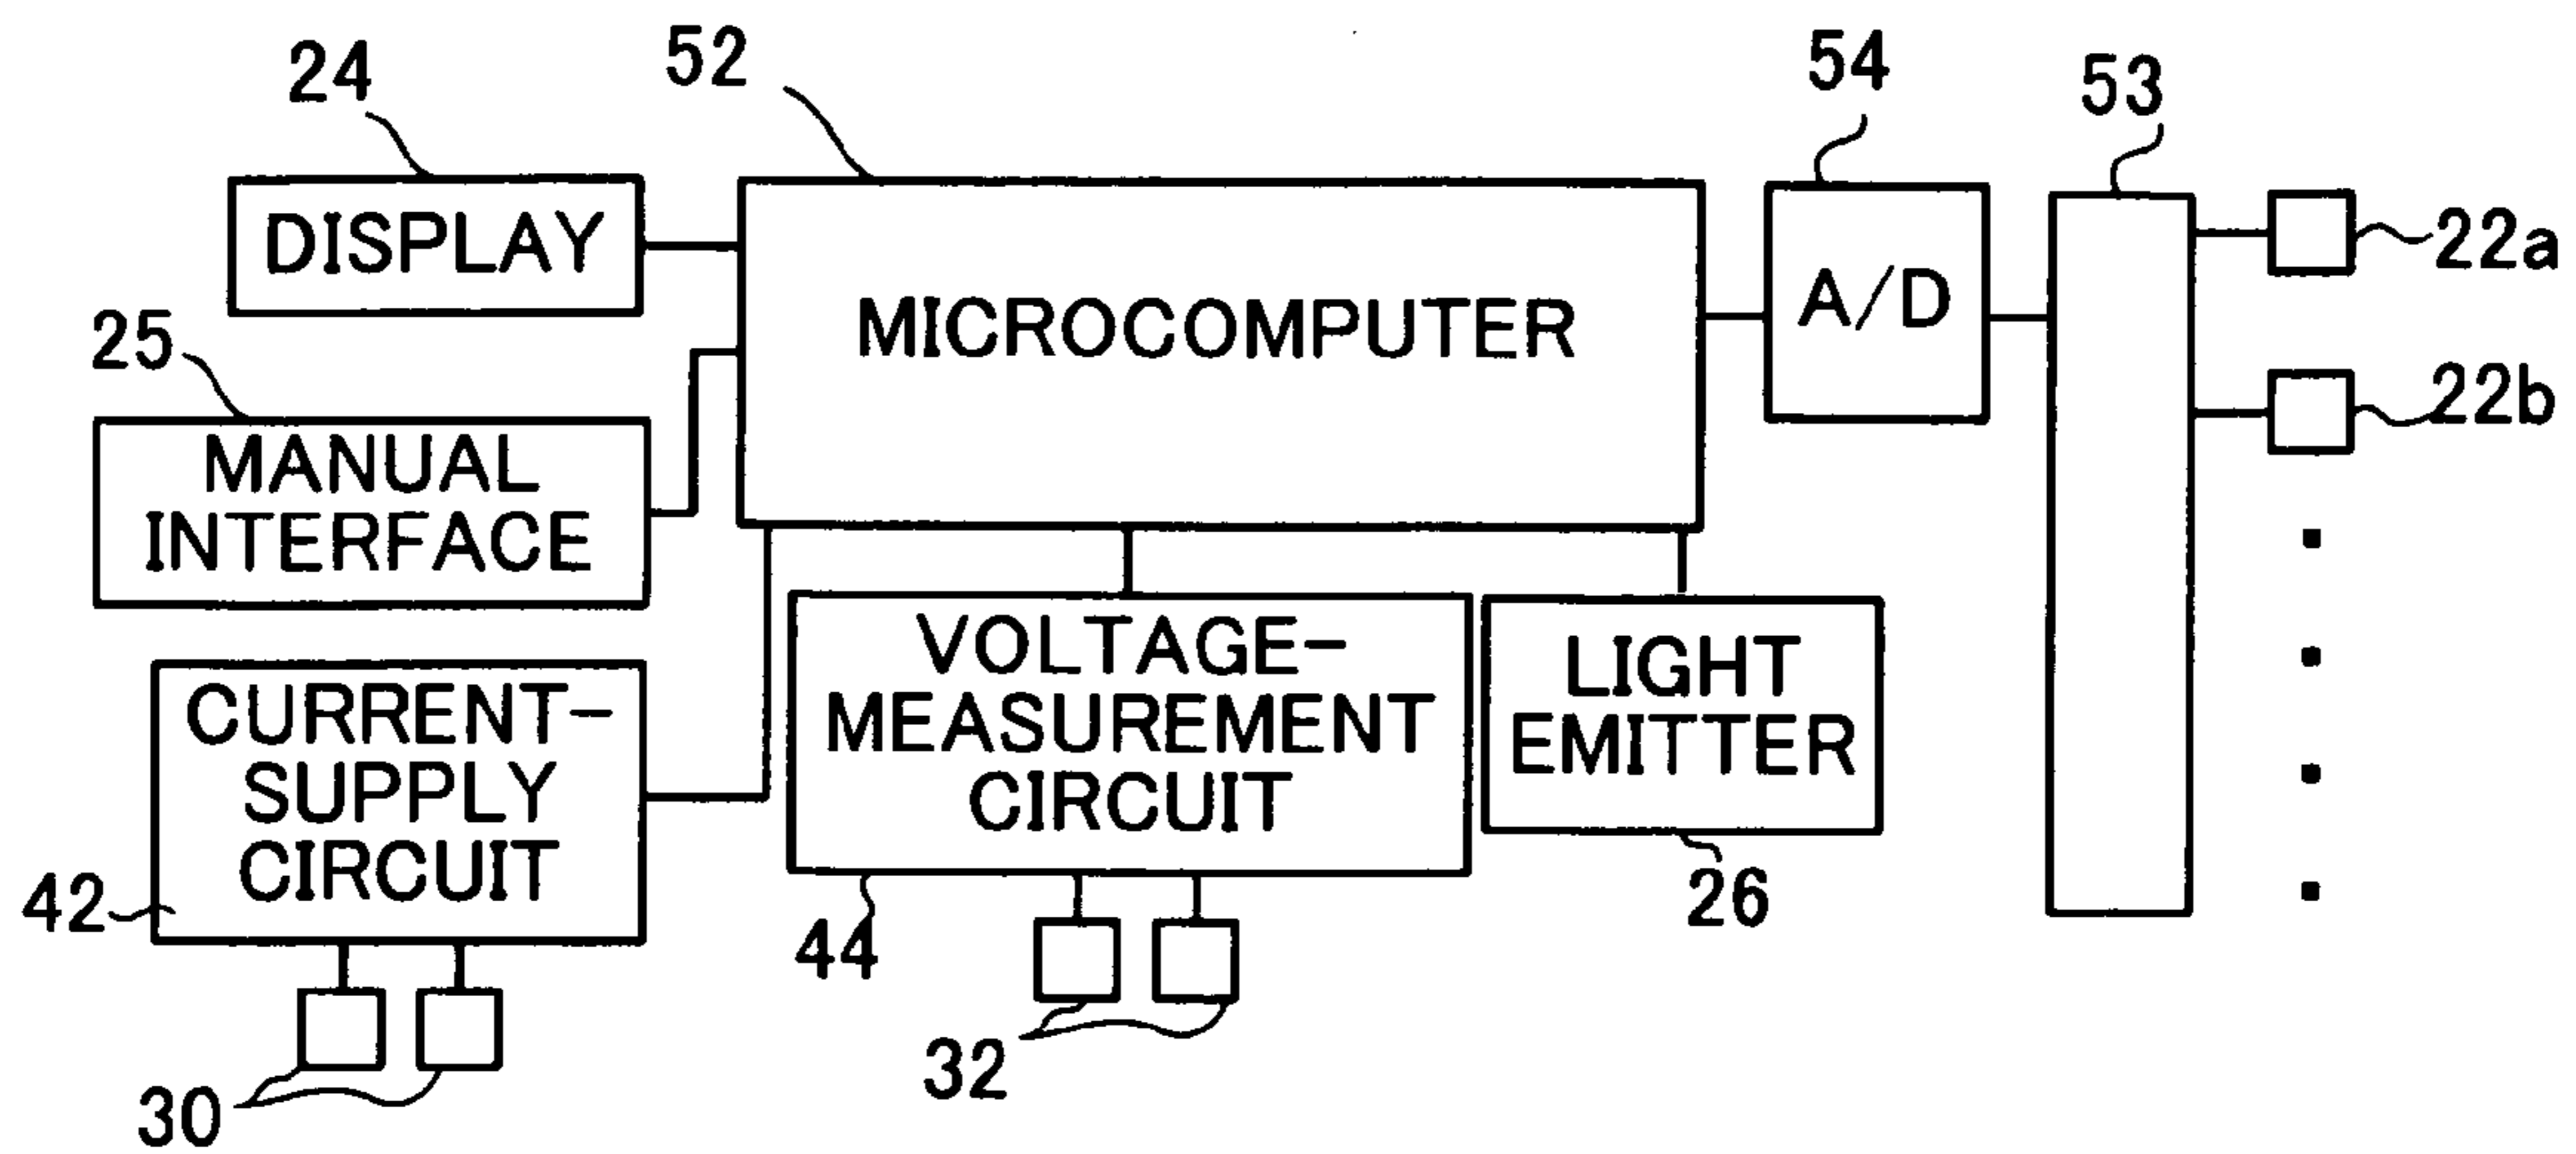 24
52
54
53
DISPLAY
22a
MICROCOMPUTER
A/D
25
22b
MANUAL
INTERFACE
VOLTAGE-
MEASUREMENT
CIRCUIT
LIGHT
EMITTER
CURRENT-
SUPPLY
CIRCUIT
42
44
26
32
30